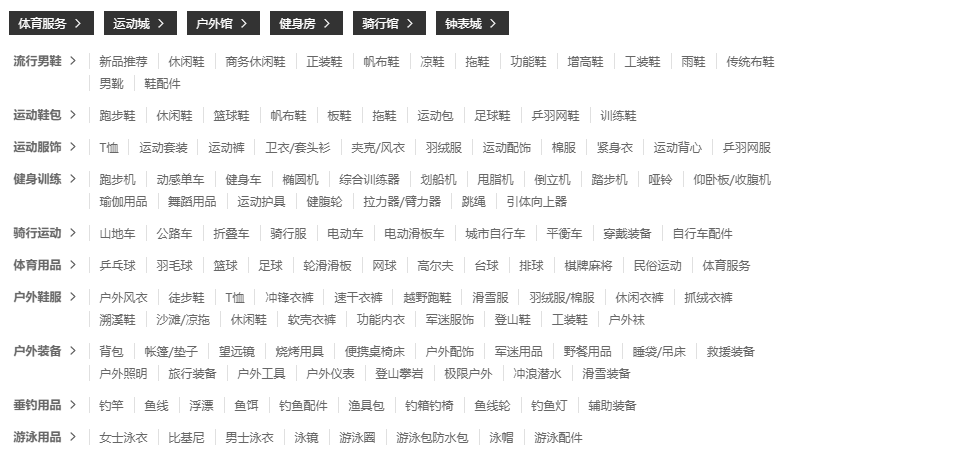 体育服务 > 运动城 > 户外馆 > 健身房 > 骑行馆 > 钟表城 >
流行男鞋 > 新品推荐 休闲鞋 商务休闲鞋 正装鞋 帆布鞋 凉鞋 拖鞋 功能鞋 增高鞋 工装鞋 雨鞋 传统布鞋
男靴 鞋配件
运动鞋包 > 跑步鞋 休闲鞋 篮球鞋 帆布鞋 板鞋 拖鞋 运动包 足球鞋 乒羽网鞋 训练鞋
运动服饰 > T恤 运动套装 运动裤 卫衣/套头衫 夹克/风衣 羽绒服 运动配饰 棉服 紧身衣 运动背心 乒羽网服
健身训练 > 跑步机 动感单车 健身车 椭圆机 综合训练器 划船机 甩脂机 倒立机 踏步机 哑铃 仰卧板/收腹机
瑜伽用品 舞蹈用品 运动护具 健腹轮 拉力器/臂力器 跳绳 引体向上器
骑行运动 > 山地车 公路车 折叠车 骑行服 电动车 电动滑板车 城市自行车 平衡车 穿戴装备 自行车配件
体育用品 > 乒乓球 羽毛球 篮球 足球 轮滑滑板 网球 高尔夫 台球 排球 棋牌麻将 民俗运动 体育服务
户外鞋服 > 户外风衣 徒步鞋 T恤 冲锋衣裤 速干衣裤 越野跑鞋 滑雪服 羽绒服/棉服 休闲衣裤 抓绒衣裤
溯溪鞋 沙滩/凉拖 休闲鞋 软壳衣裤 功能内衣 军迷服饰 登山鞋 工装鞋 户外袜
户外装备 > 背包 帐篷/垫子 望远镜 烧烤用具 便携桌椅床 户外配饰 军迷用品 野餐用品 睡袋/吊床 救援装备
户外照明 旅行装备 户外工具 户外仪表 登山攀岩 极限户外 冲浪潜水 滑雪装备
垂钓用品 > 钓竿 鱼线 浮漂 鱼饵 钓鱼配件 渔具包 钓箱钓椅 鱼线轮 钓鱼灯 辅助装备
游泳用品 > 女士泳衣 比基尼 男士泳衣 泳镜 游泳圈 游泳包防水包 泳帽 游泳配件